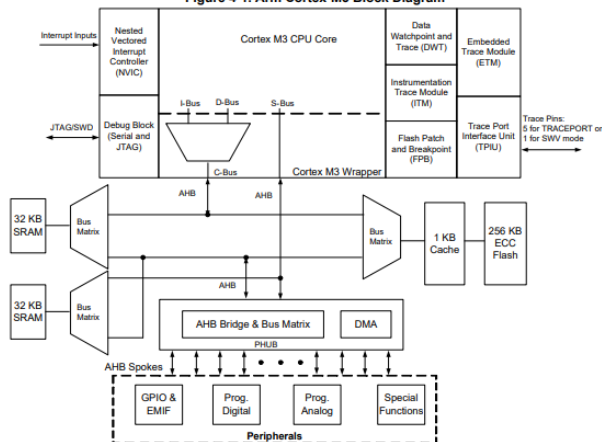 Figure 4-1. Arm Cortex-M3 Block Diagram
Interrupt Inputs
Nested
Vectored
Interrupt
Controller
(NVIC)
Cortex M3 CPU Core
Data
Watchpoint and
Trace (DWT)
Embedded
Trace Module
(ETM)
Instrumentation
Trace Module
(ITM)
I-Bus
D-Bus
S-Bus
JTAG/SWD
Debug Block
(Serial and
JTAG)
Flash Patch
and Breakpoint
(FPB)
Trace Port
Interface Unit
(TPIU)
Trace Pins:
5 for TRACEPORT or
1 for SWV mode
C-Bus
Cortex M3 Wrapper
AHB
AHB
32 KB
SRAM
Bus
Matrix
Bus
Matrix
1 KB
Cache
256 KB
ECC
Flash
AHB
32 KB
SRAM
Bus
Matrix
AHB Bridge & Bus Matrix
DMA
PHUB
AHB Spokes
GPIO &
EMIF
Prog.
Digital
Prog.
Analog
Special
Functions
Peripherals